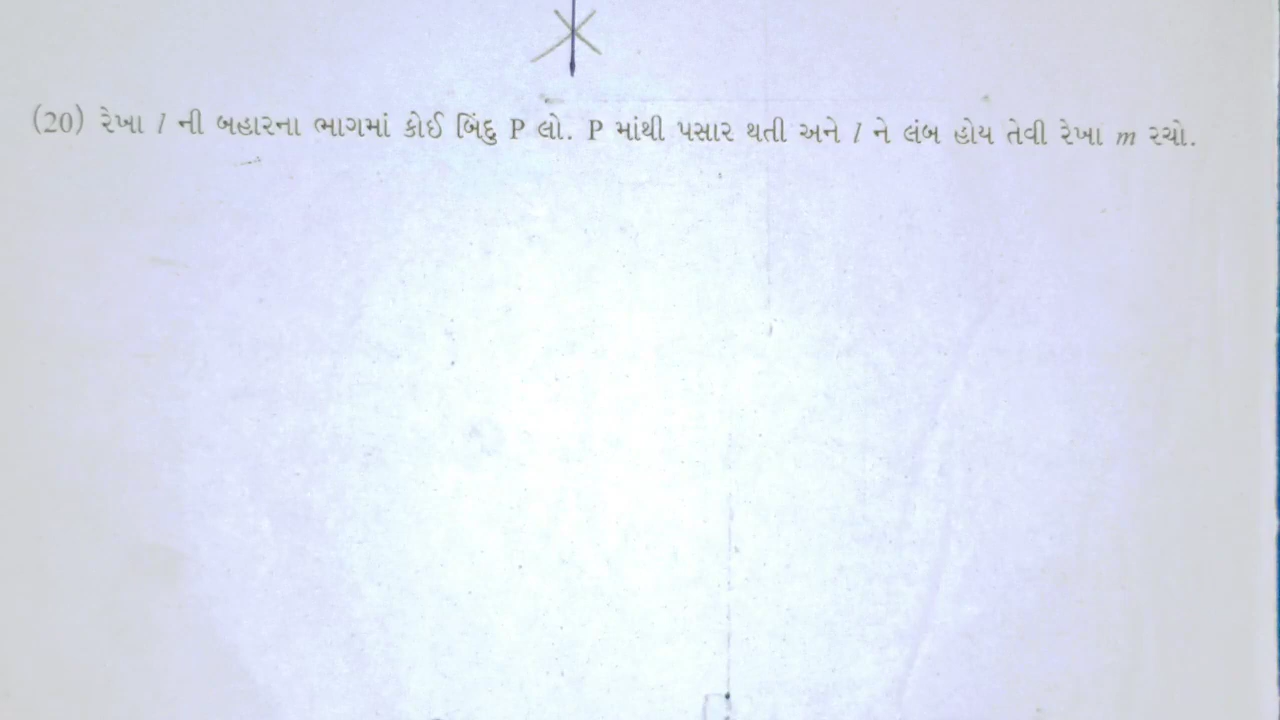 (20) રેખા l ની બહારના ભાગમાં કોઈ બિંદુ P લો. P માંથી પસાર થતી અને l ને લંબ હોય તેવી રેખા m રચો.